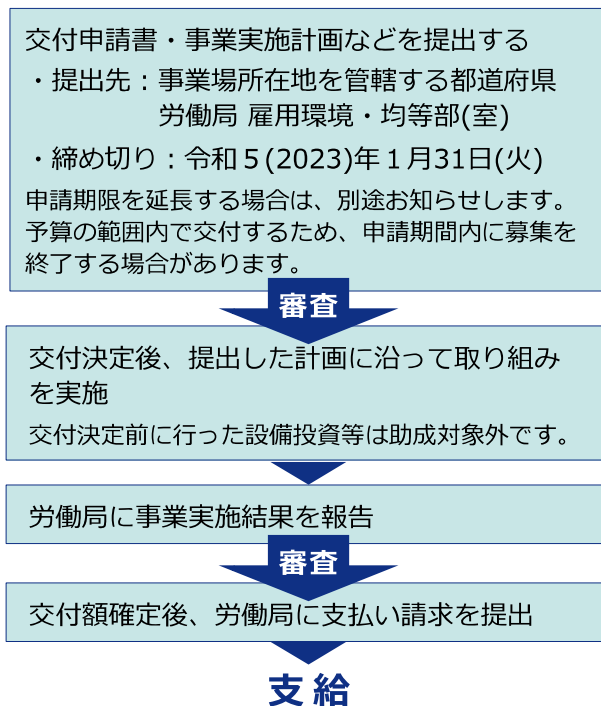 交付申請書・事業実施計画などを提出する
・提出先：事業場所在地を管轄する都道府県
労働局 雇用環境・均等部(室)
・締め切り：令和５(2023)年１月31日(火)
申請期限を延長する場合は、別途お知らせします。
予算の範囲内で交付するため、申請期間内に募集を
終了する場合があります。
審査
交付決定後、提出した計画に沿って取り組み
を実施
交付決定前に行った設備投資等は助成対象外です。
労働局に事業実施結果を報告
審査
交付額確定後、労働局に支払い請求を提出
支給